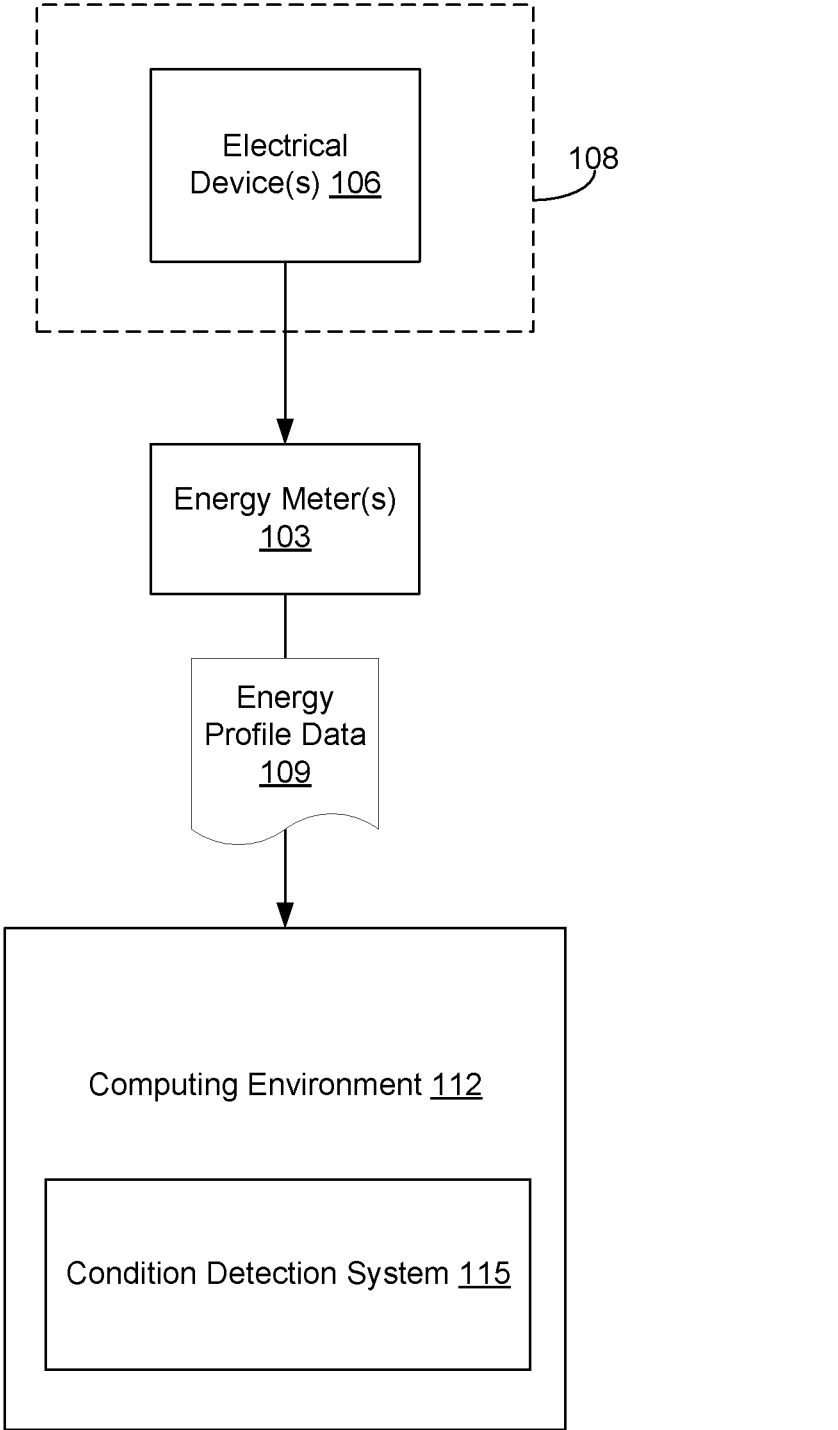 Electrical
Device(s) 106
108
Energy Meter(s)
103
Energy
Profile Data
109
Computing Environment 112
Condition Detection System 115